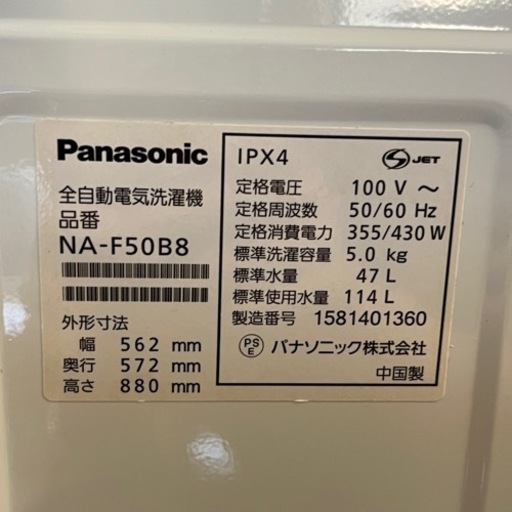 Panasonic
全自動電気洗濯機
品番
NA-F50B8
外形寸法
幅 562 mm
奥行 572 mm
高さ 880 mm
IPX4
S JET
定格電圧 100 V ～
定格周波数 50/60 Hz
定格消費電力 355/430 W
標準洗濯容量 5.0 kg
標準水量 47 L
標準使用水量 114 L
製造番号 1581401360
PS E パナソニック株式会社
中国製